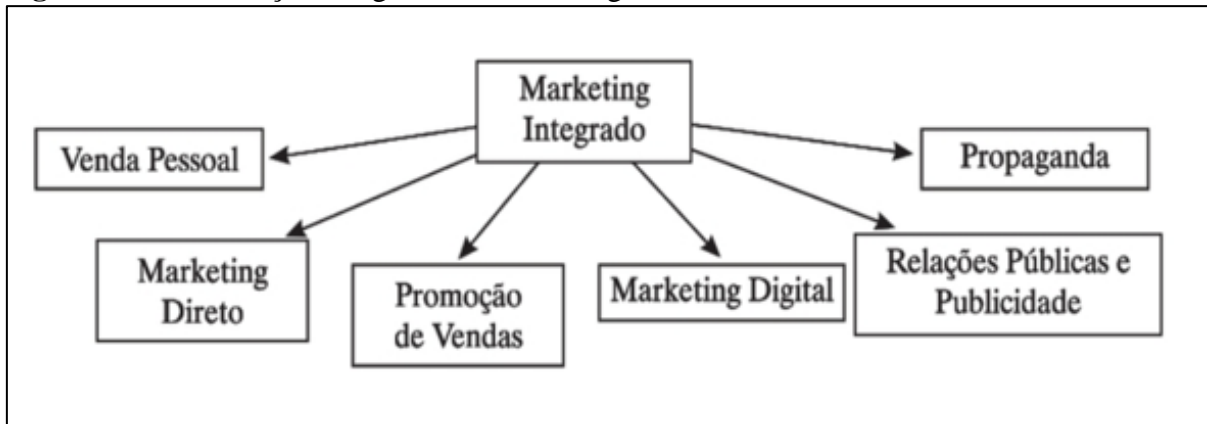 Marketing
Integrado
Venda Pessoal
Propaganda
Marketing
Direto
Promoção
de Vendas
Marketing Digital
Relações Públicas e
Publicidade